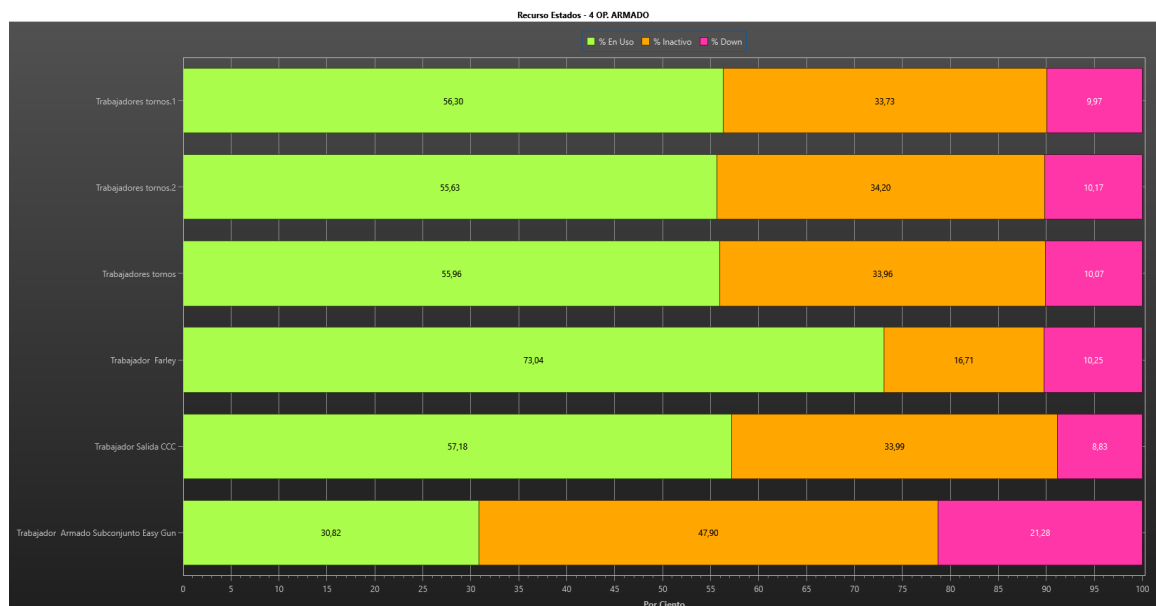 Recurso Estados - 4 OP. ARMADO
% En Uso % Inactivo % Down
Trabajadores tornos.1 56,30 33,73 9,97
Trabajadores tornos.2 55,63 34,20 10,17
Trabajadores tornos 55,96 33,96 10,07
Trabajador Farley 73,04 16,71 10,25
Trabajador Salida CCC 57,18 33,99 8,83
Trabajador Armado Subconjunto Easy Gun 30,82 47,90 21,28
0 5 10 15 20 25 30 35 40 45 50 55 60 65 70 75 80 85 90 95 100
Por Ciento